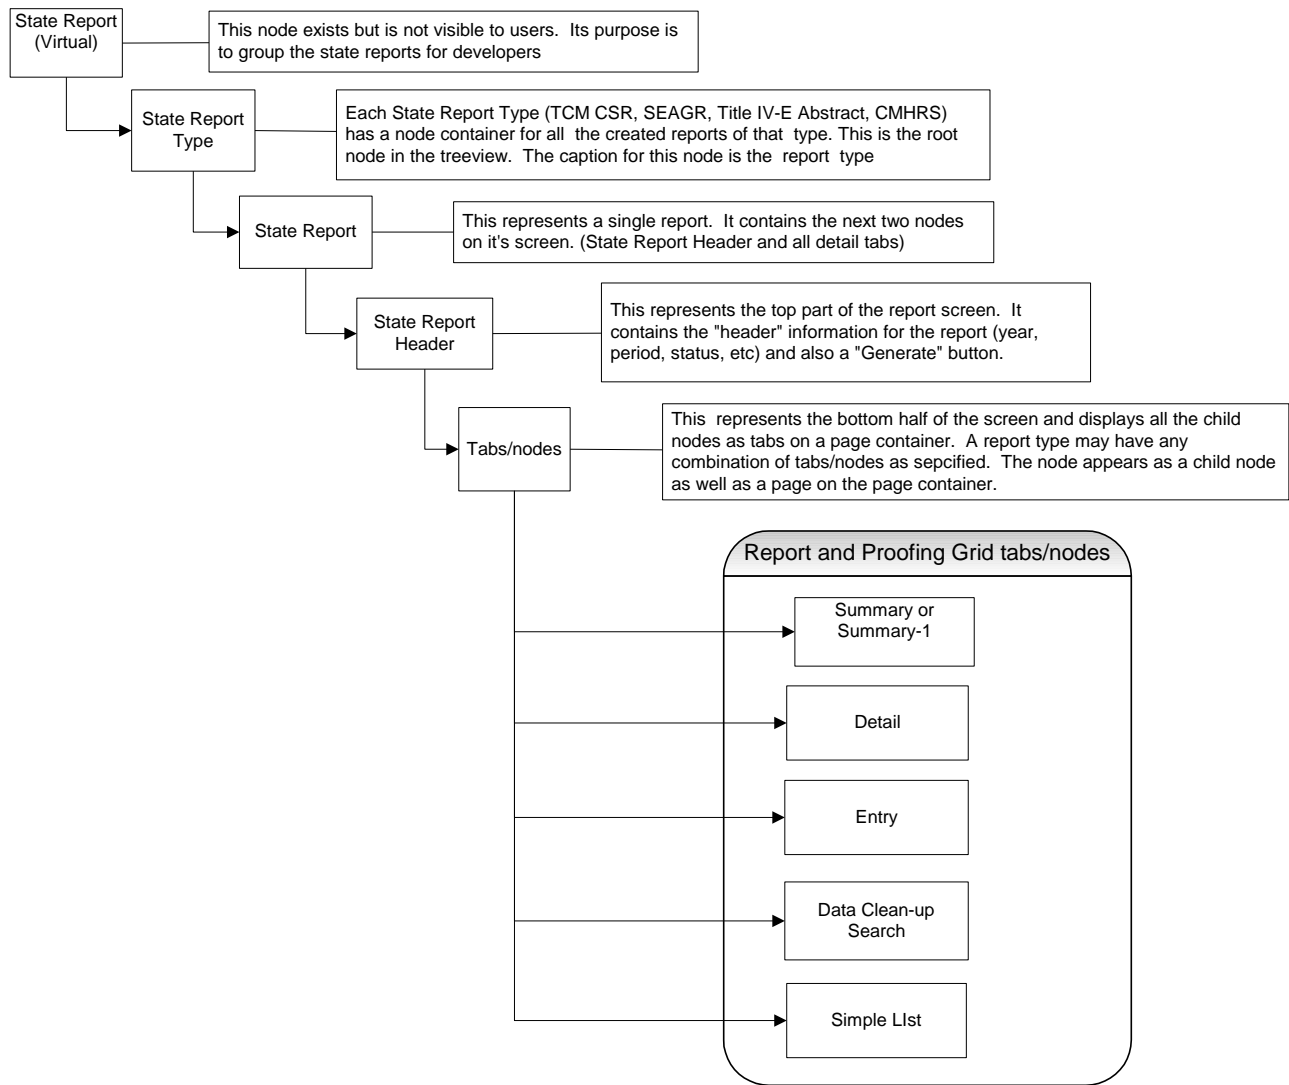 State Report
(Virtual)
This node exists but is not visible to users.  Its purpose is
to group the state reports for developers
State Report
Type
Each State Report Type (TCM CSR, SEAGR, Title IV-E Abstract, CMHRS)
has a node container for all  the created reports of that  type. This is the root
node in the treeview.  The caption for this node is the  report  type
State Report
This represents a single report.  It contains the next two nodes
on it's screen. (State Report Header and all detail tabs)
State Report
Header
This represents the top part of the report screen.  It
contains the "header" information for the report (year,
period, status, etc) and also a "Generate" button.
Tabs/nodes
This  represents the bottom half of the screen and displays all the child
nodes as tabs on a page container.  A report type may have any
combination of tabs/nodes as sepcified.  The node appears as a child node
as well as a page on the page container.
Report and Proofing Grid tabs/nodes
Summary or
Summary-1
Detail
Entry
Data Clean-up
Search
Simple LIst